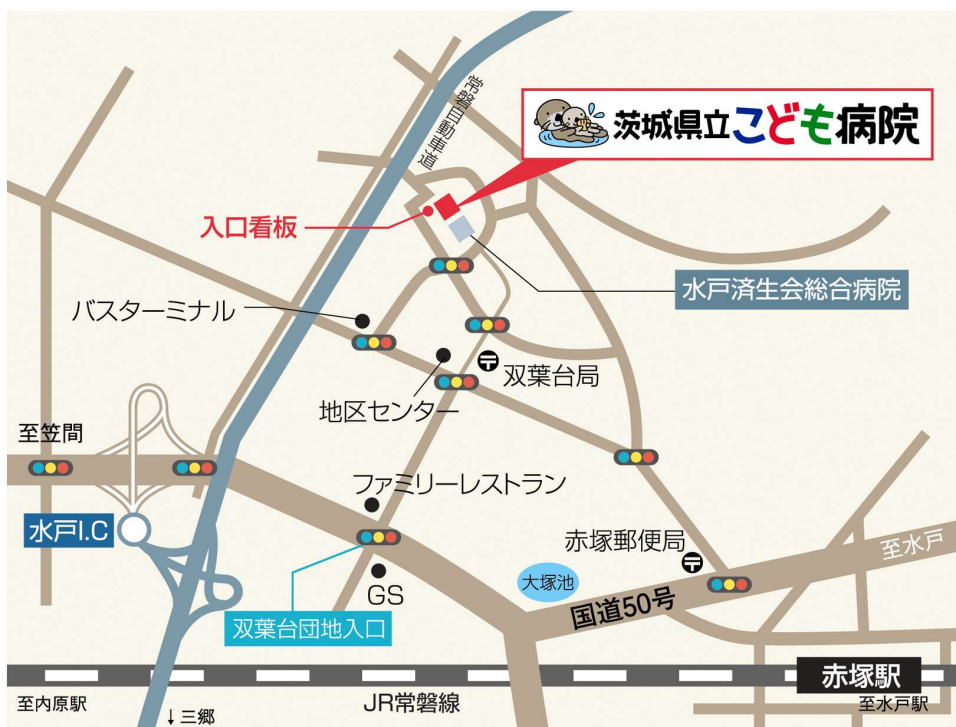 常磐自動車道
茨城県立こども病院
入口看板
水戸済生会総合病院
バスターミナル
双葉台局
地区センター
至笠間
ファミリーレストラン
水戸I.C
赤塚郵便局
至水戸
大塚池
GS
国道50号
双葉台団地入口
赤塚駅
至内原駅
JR常磐線
至水戸駅
↓三郷